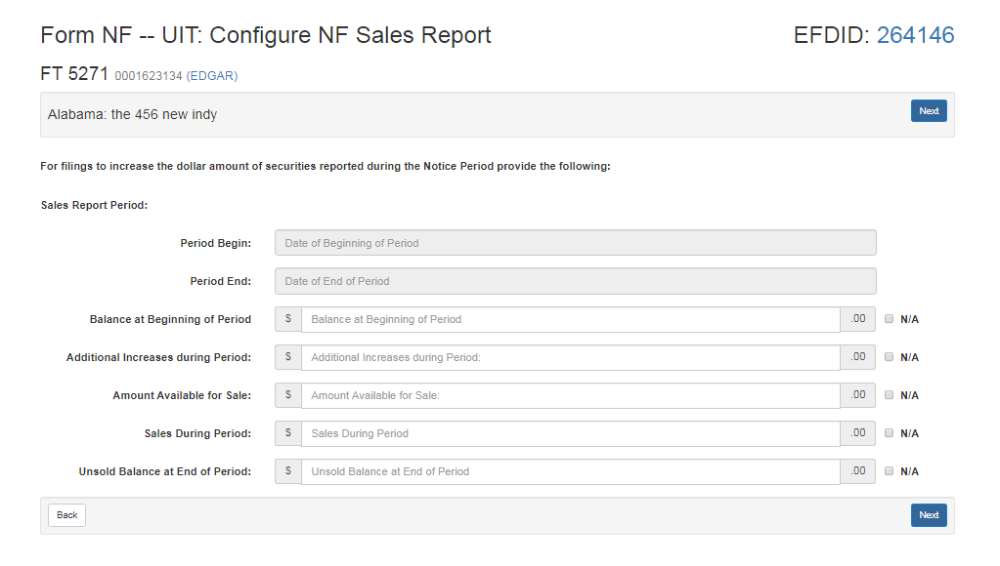 Form NF -- UIT: Configure NF Sales Report EFDID: 264146
FT 5271 0001623134 (EDGAR)
Alabama: the 456 new indy Next
For filings to increase the dollar amount of securities reported during the Notice Period provide the following:
Sales Report Period:
Period Begin: Date of Beginning of Period
Period End: Date of End of Period
Balance at Beginning of Period $ Balance at Beginning of Period .00 N/A
Additional Increases during Period: $ Additional Increases during Period: .00 N/A
Amount Available for Sale: $ Amount Available for Sale: .00 N/A
Sales During Period: $ Sales During Period .00 N/A
Unsold Balance at End of Period: $ Unsold Balance at End of Period .00 N/A
Back Next